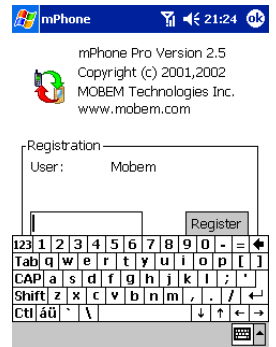 mPhone 21:24 ok
mPhone Pro Version 2.5
Copyright (c) 2001,2002
MOBEM Technologies Inc.
www.mobem.com
Registration
User: Mobem
Register
123 1 2 3 4 5 6 7 8 9 0 - =
Tab q w e r t y u i o p [ ]
CAP a s d f g h j k l ; '
Shift z x c v b n m , . /
Ctl áü ` \